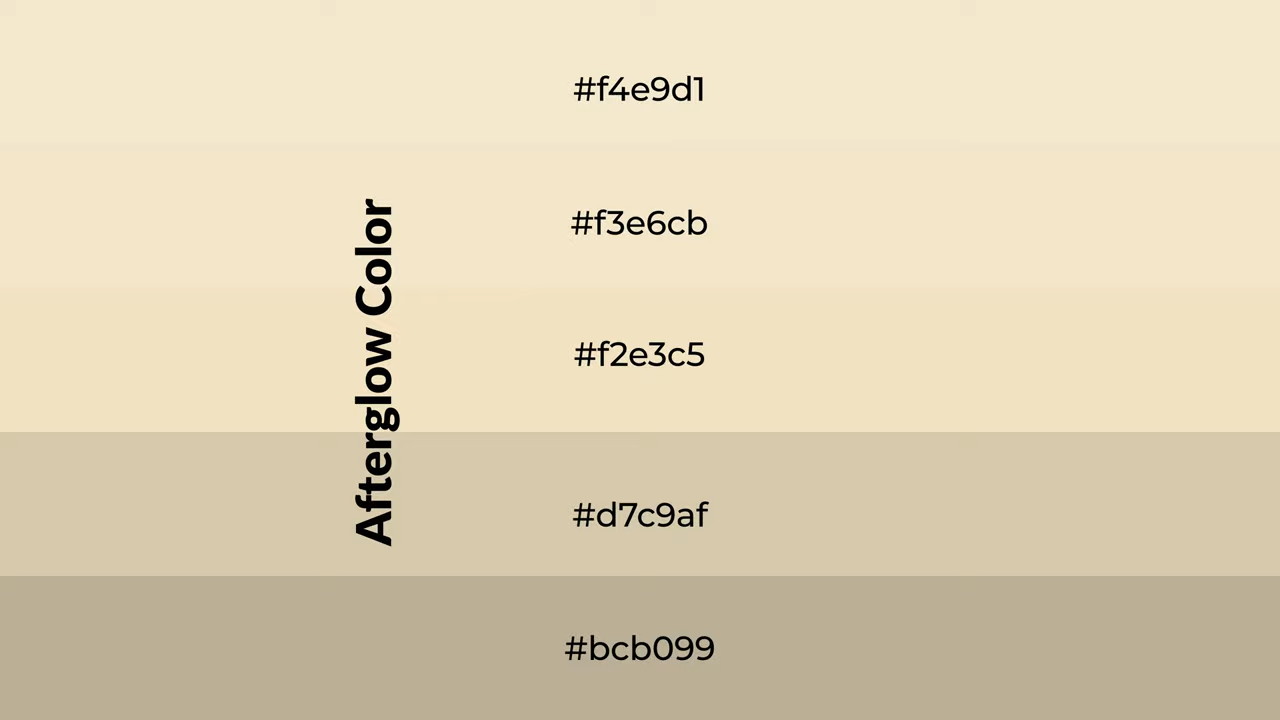 Afterglow Color
#f4e9d1
#f3e6cb
#f2e3c5
#d7c9af
#bcb099